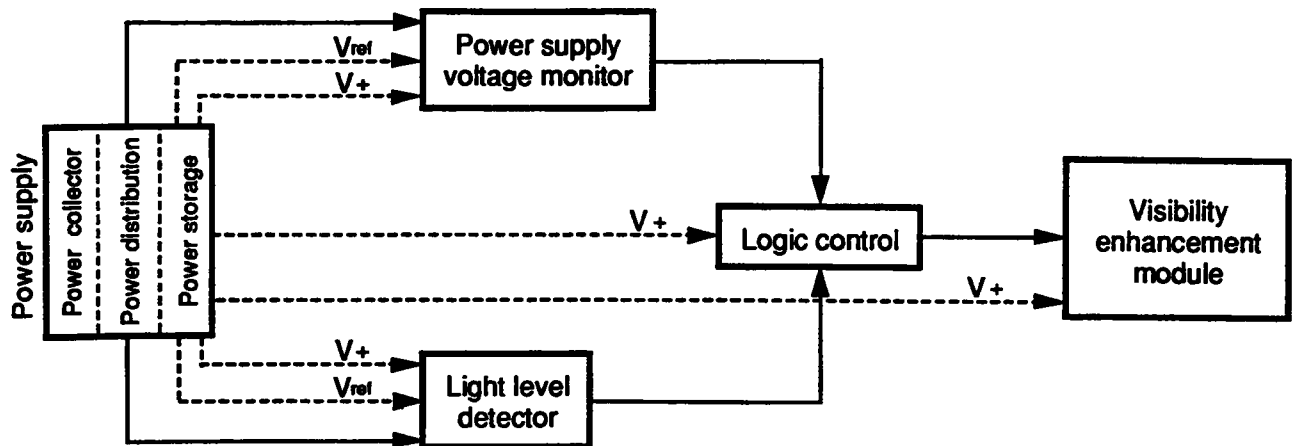 Power supply
voltage monitor
Vref
V+
Power supply
Power collector
Power distribution
Power storage
V+
Logic control
Visibility
enhancement
module
V+
V+
Vref
Light level
detector